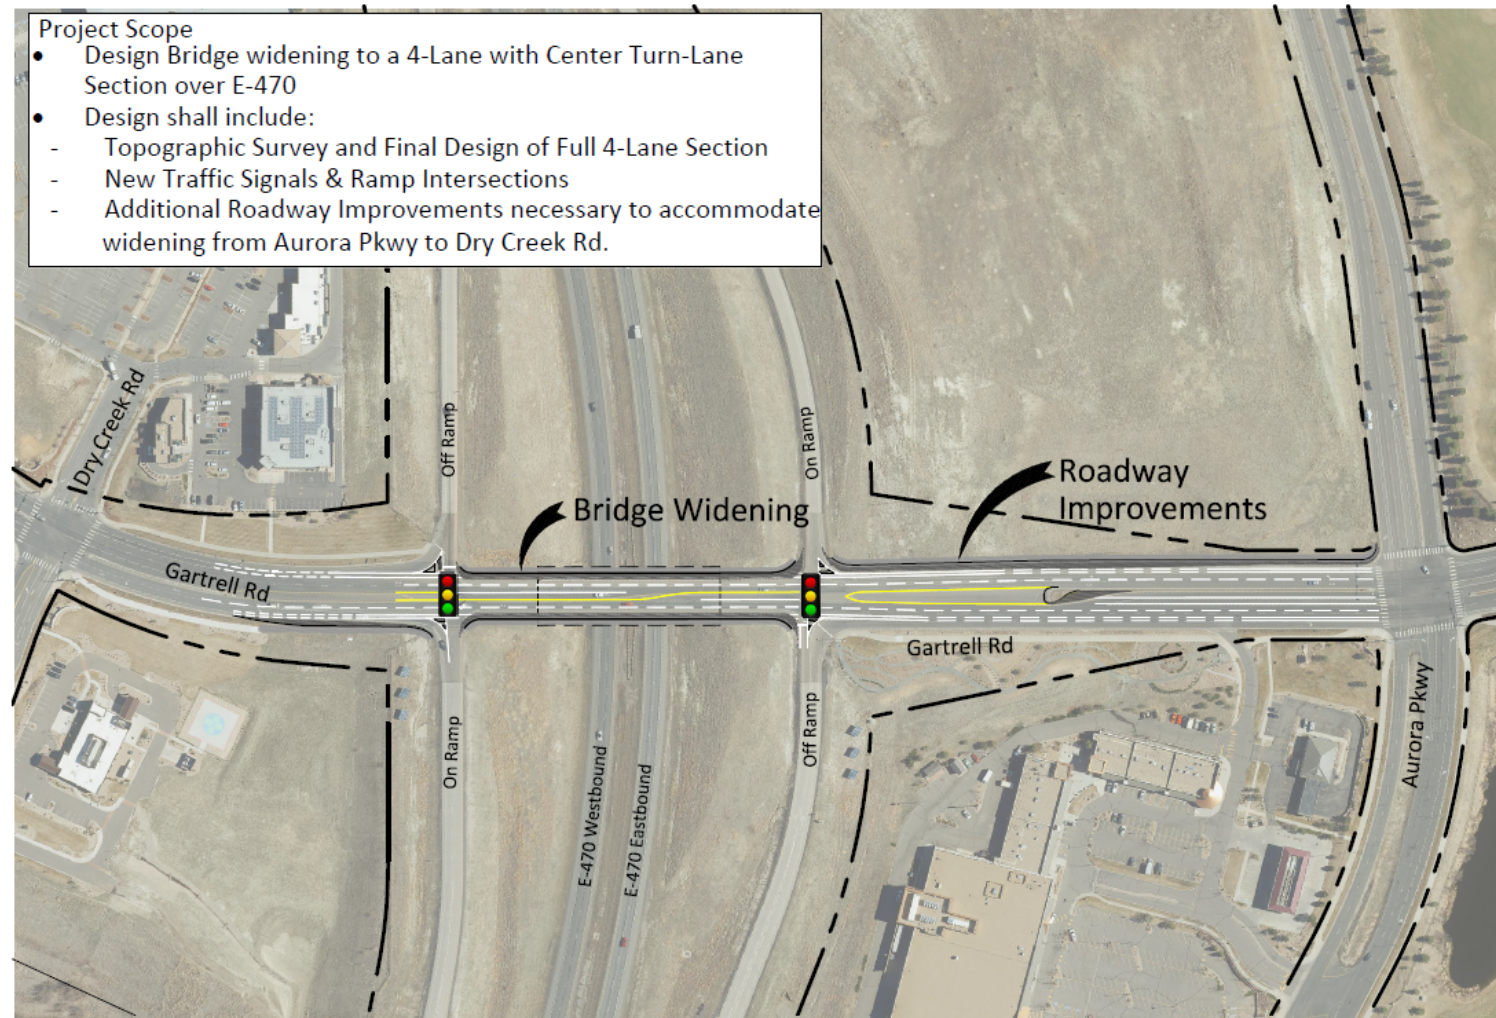 Project Scope
• Design Bridge widening to a 4-Lane with Center Turn-Lane
Section over E-470
• Design shall include:
- Topographic Survey and Final Design of Full 4-Lane Section
- New Traffic Signals & Ramp Intersections
- Additional Roadway Improvements necessary to accommodate
widening from Aurora Pkwy to Dry Creek Rd.
Dry Creek Rd
Off Ramp
On Ramp
Bridge Widening
Roadway
Improvements
Gartrell Rd
Gartrell Rd
On Ramp
Off Ramp
E-470 Westbound
E-470 Eastbound
Aurora Pkwy